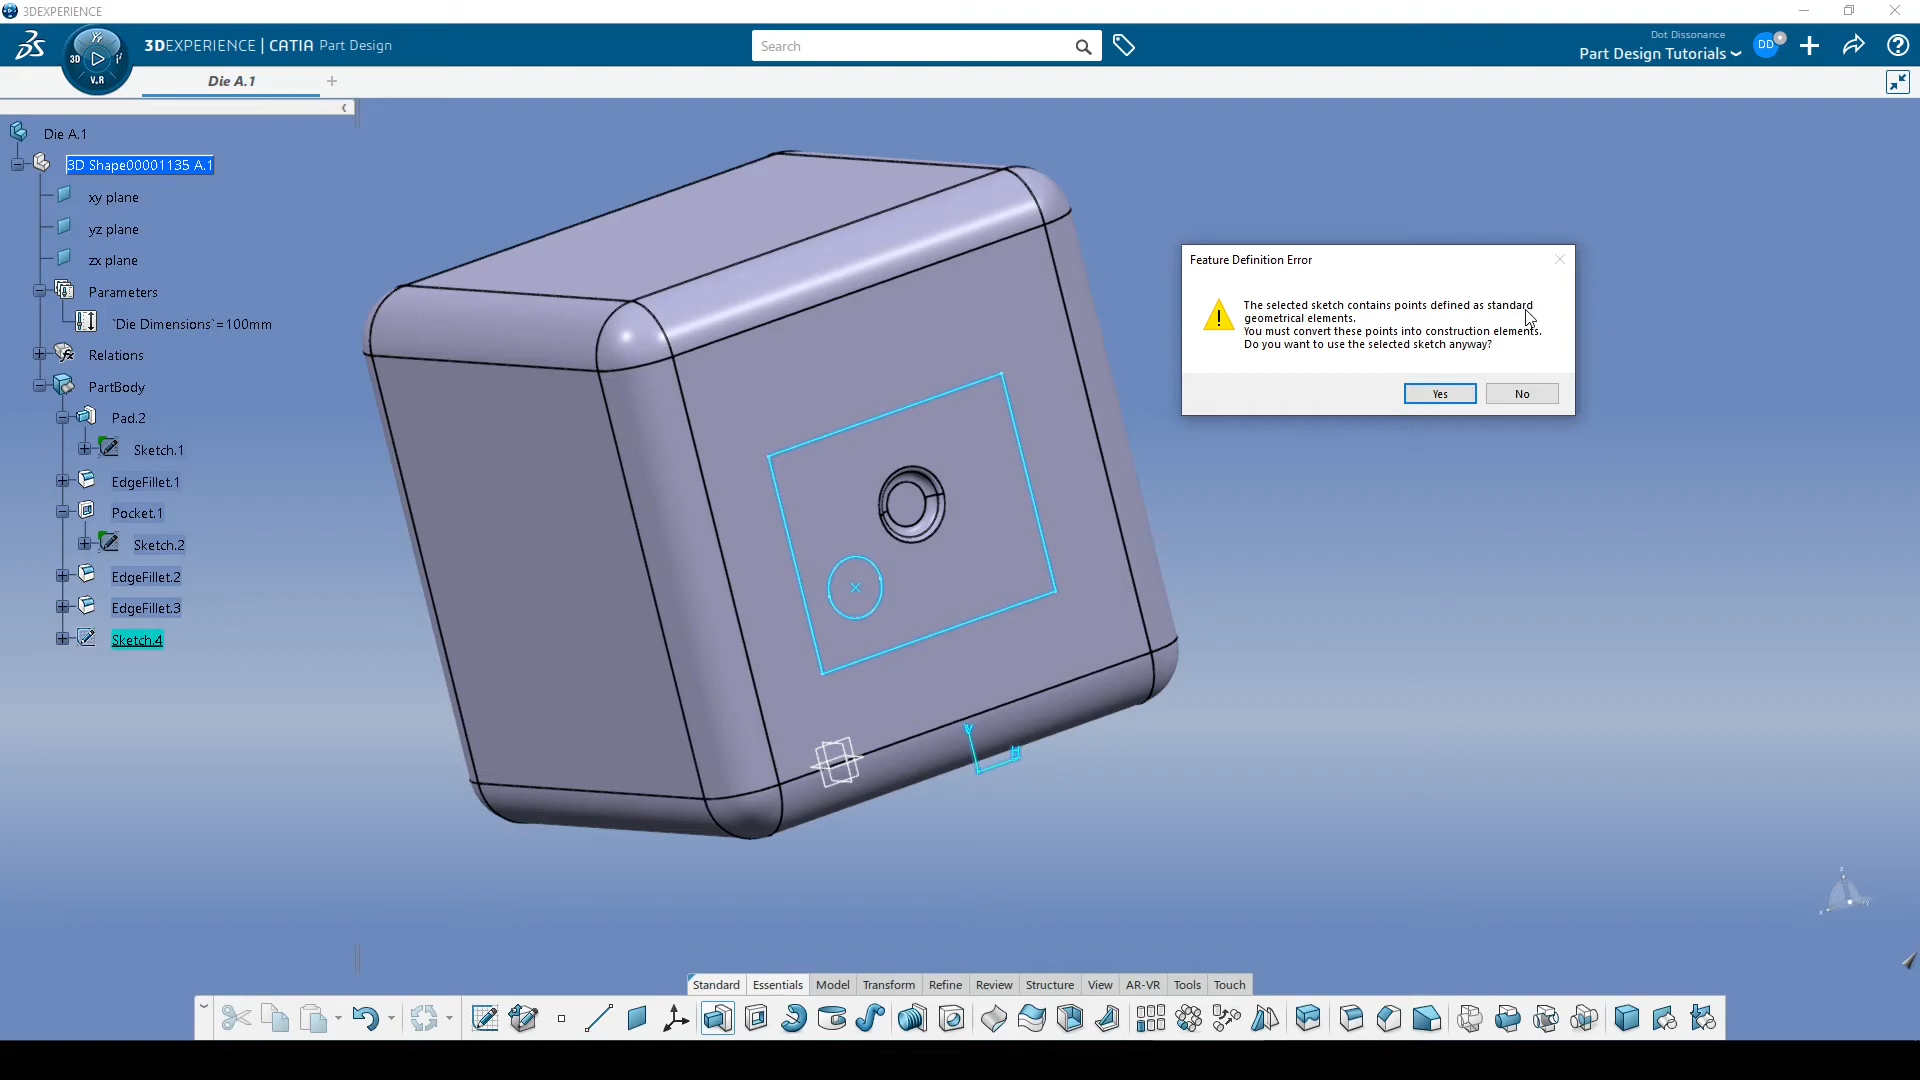 3DEXPERIENCE
3DEXPERIENCE | CATIA Part Design
3D
V.R
Search
Dot Dissonance
Part Design Tutorials
DD
Die A.1
Die A.1
3D Shape00001135 A.1
xy plane
yz plane
zx plane
Parameters
`Die Dimensions`=100mm
Relations
PartBody
Pad.2
Sketch.1
EdgeFillet.1
Pocket.1
Sketch.2
EdgeFillet.2
EdgeFillet.3
Sketch.4
Feature Definition Error
The selected sketch contains points defined as standard
geometrical elements.
You must convert these points into construction elements.
Do you want to use the selected sketch anyway?
Yes
No
V
H
z
x
y
Standard
Essentials
Model
Transform
Refine
Review
Structure
View
AR-VR
Tools
Touch